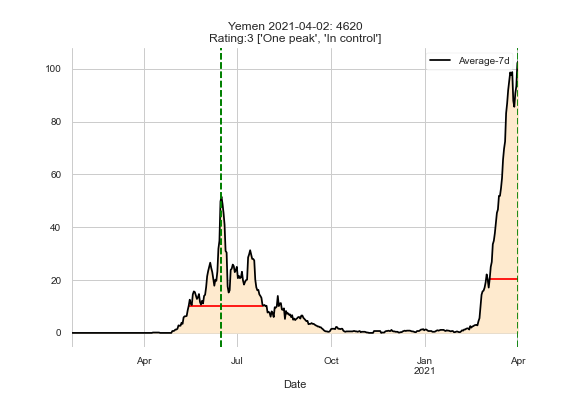 Yemen 2021-04-02: 4620
Rating:3 ['One peak', 'In control']
Average-7d
100
80
60
40
20
0
Apr
Jul
Oct
Jan
2021
Apr
Date